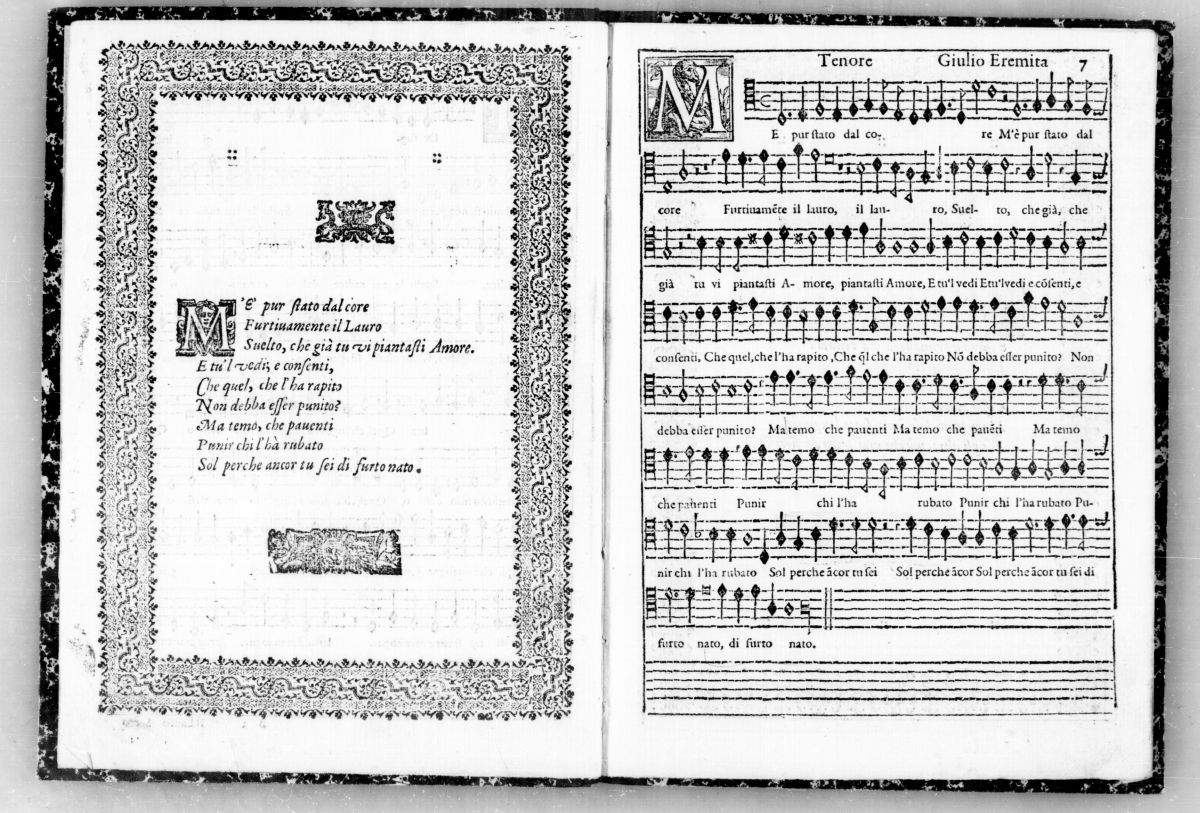 M'E pur stato dal core
Furtiuamente il Lauro
Suelto, che già tu vi piantasti Amore.
E tu'l vedi, e consenti,
Che quel, che l'ha rapito
Non debba esser punito?
Ma temo, che pauenti
Punir chi l'hà rubato
Sol perche ancor tu sei di furto nato.
Tenore Giulio Eremita 7
ME pur stato dal co- re M'è pur stato dal
core Furtiuamẽte il lauro, il lau- ro, Suel- to, che già, che
già tu vi piantasti A- more, piantasti Amore, E tu'l vedi E tu'l vedi e cõsenti, e
consenti, Che quel, che l'ha rapito, Che q̃l che l'ha rapito Nõ debba esser punito? Non
debba esser punito? Ma temo che pauenti Ma temo che pauẽti Ma temo
che pauenti Punir chi l'ha rubato Punir chi l'ha rubato Pu-
nir chi l'ha rubato Sol perche ãcor tu sei Sol perche ãcor Sol perche ãcor tu sei di
furto nato, di furto nato.